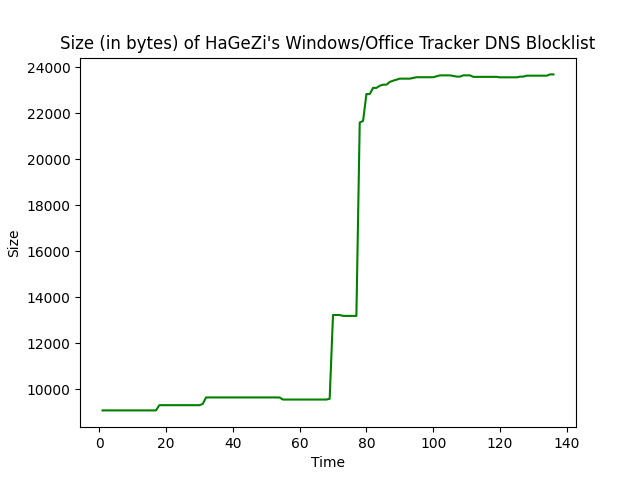 Size (in bytes) of HaGeZi's Windows/Office Tracker DNS Blocklist
24000
22000
20000
18000
16000
14000
12000
10000
Size
0 20 40 60 80 100 120 140
Time